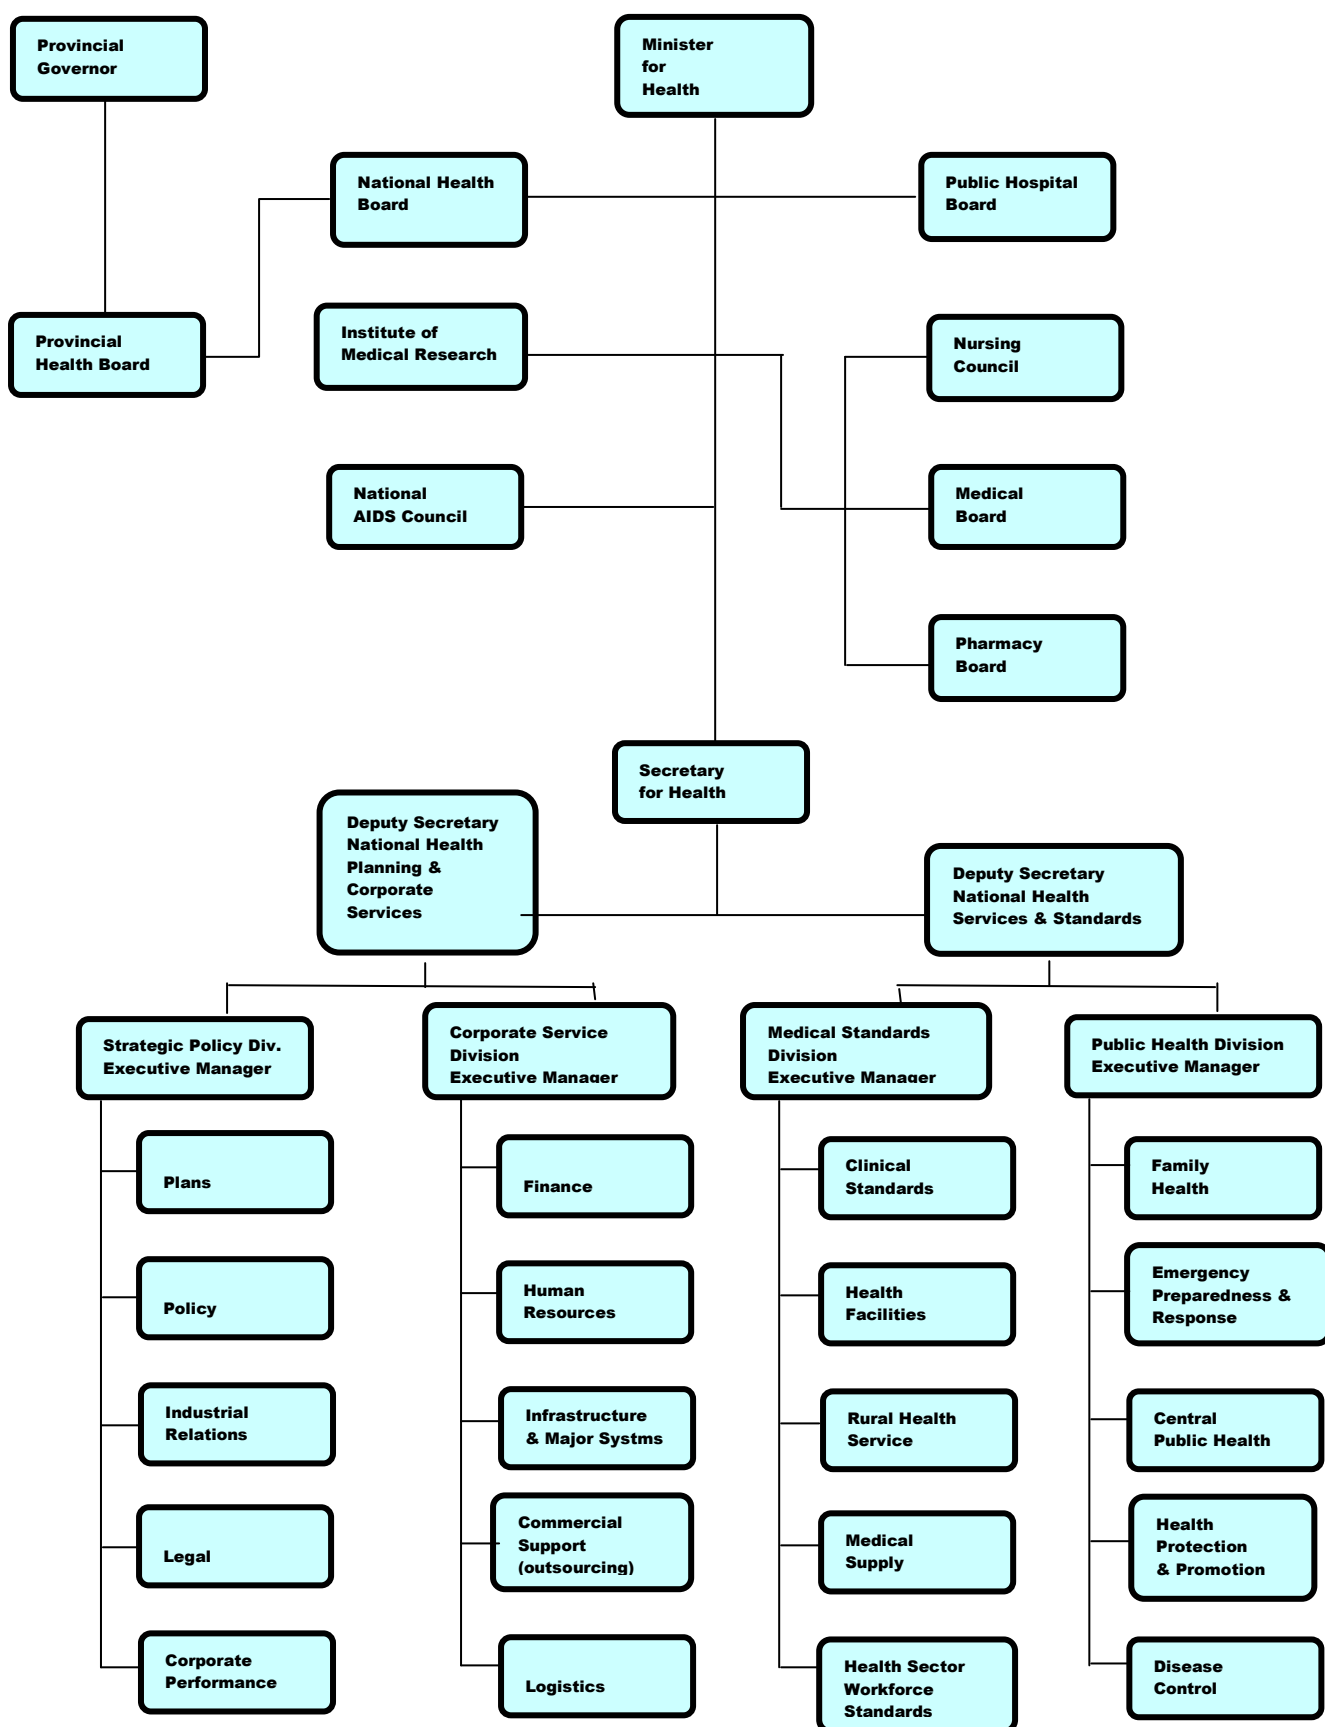 Provincial
Governor
Minister
for
Health
National Health
Board
Public Hospital
Board
Provincial
Health Board
Institute of
Medical Research
Nursing
Council
National
AIDS Council
Medical
Board
Pharmacy
Board
Secretary
for Health
Deputy Secretary
National Health
Planning &
Corporate
Services
Deputy Secretary
National Health
Services & Standards
Strategic Policy Div.
Executive Manager
Corporate Service
Division
Executive Manager
Medical Standards
Division
Executive Manager
Public Health Division
Executive Manager
Plans
Policy
Industrial
Relations
Legal
Corporate
Performance
Finance
Human
Resources
Infrastructure
& Major Systms
Commercial
Support
(outsourcing)
Logistics
Clinical
Standards
Health
Facilities
Rural Health
Service
Medical
Supply
Health Sector
Workforce
Standards
Family
Health
Emergency
Preparedness &
Response
Central
Public Health
Health
Protection
& Promotion
Disease
Control